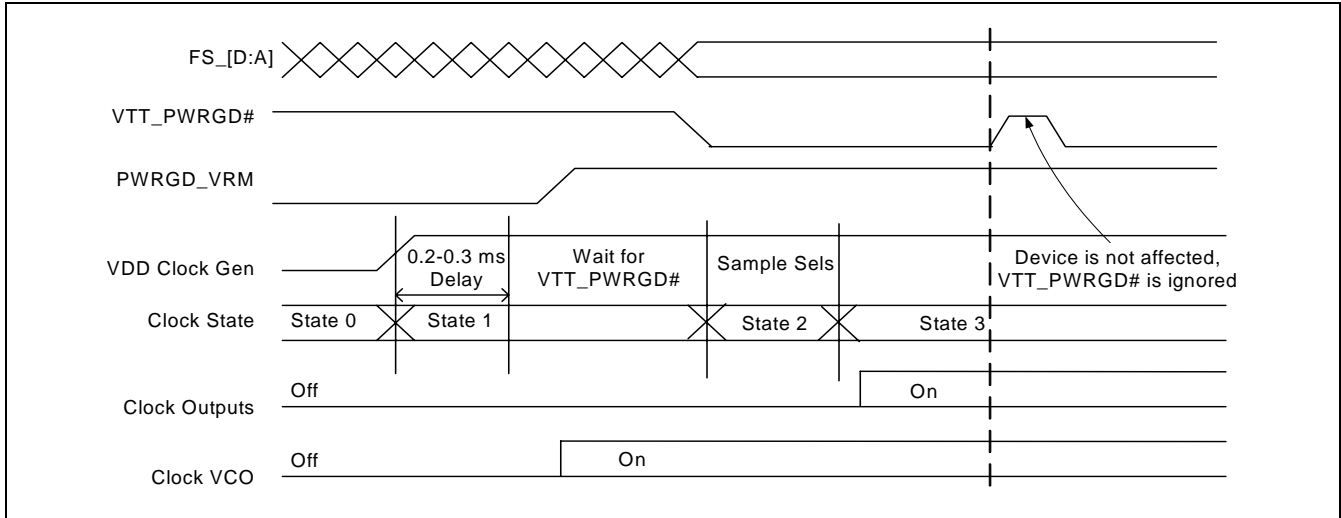 FS_[D:A]
VTT_PWRGD#
PWRGD_VRM
VDD Clock Gen
0.2-0.3 ms
Delay
Wait for
VTT_PWRGD#
Sample Sels
Device is not affected,
VTT_PWRGD# is ignored
Clock State
State 0
State 1
State 2
State 3
Clock Outputs
Off
On
Clock VCO
Off
On